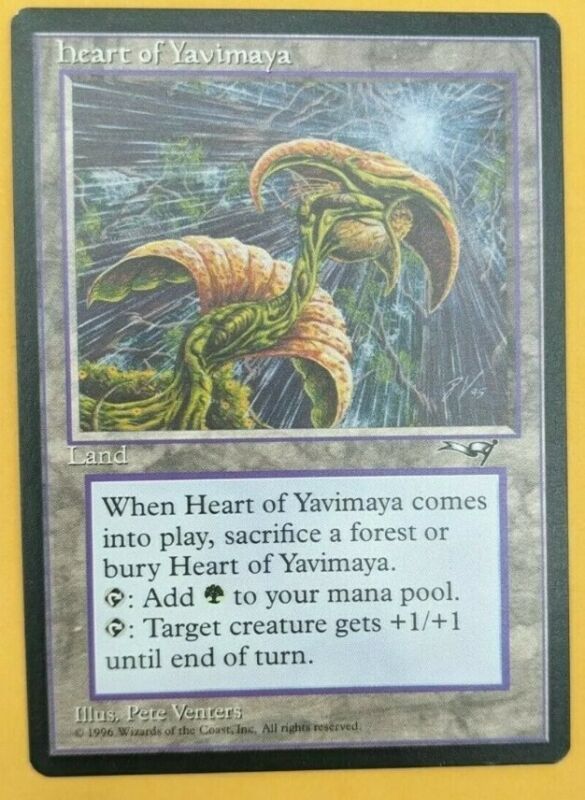 Heart of Yavimaya
PV95
Land
When Heart of Yavimaya comes
into play, sacrifice a forest or
bury Heart of Yavimaya.
: Add to your mana pool.
: Target creature gets +1/+1
until end of turn.
Illus. Pete Venters
© 1996 Wizards of the Coast, Inc. All rights reserved.